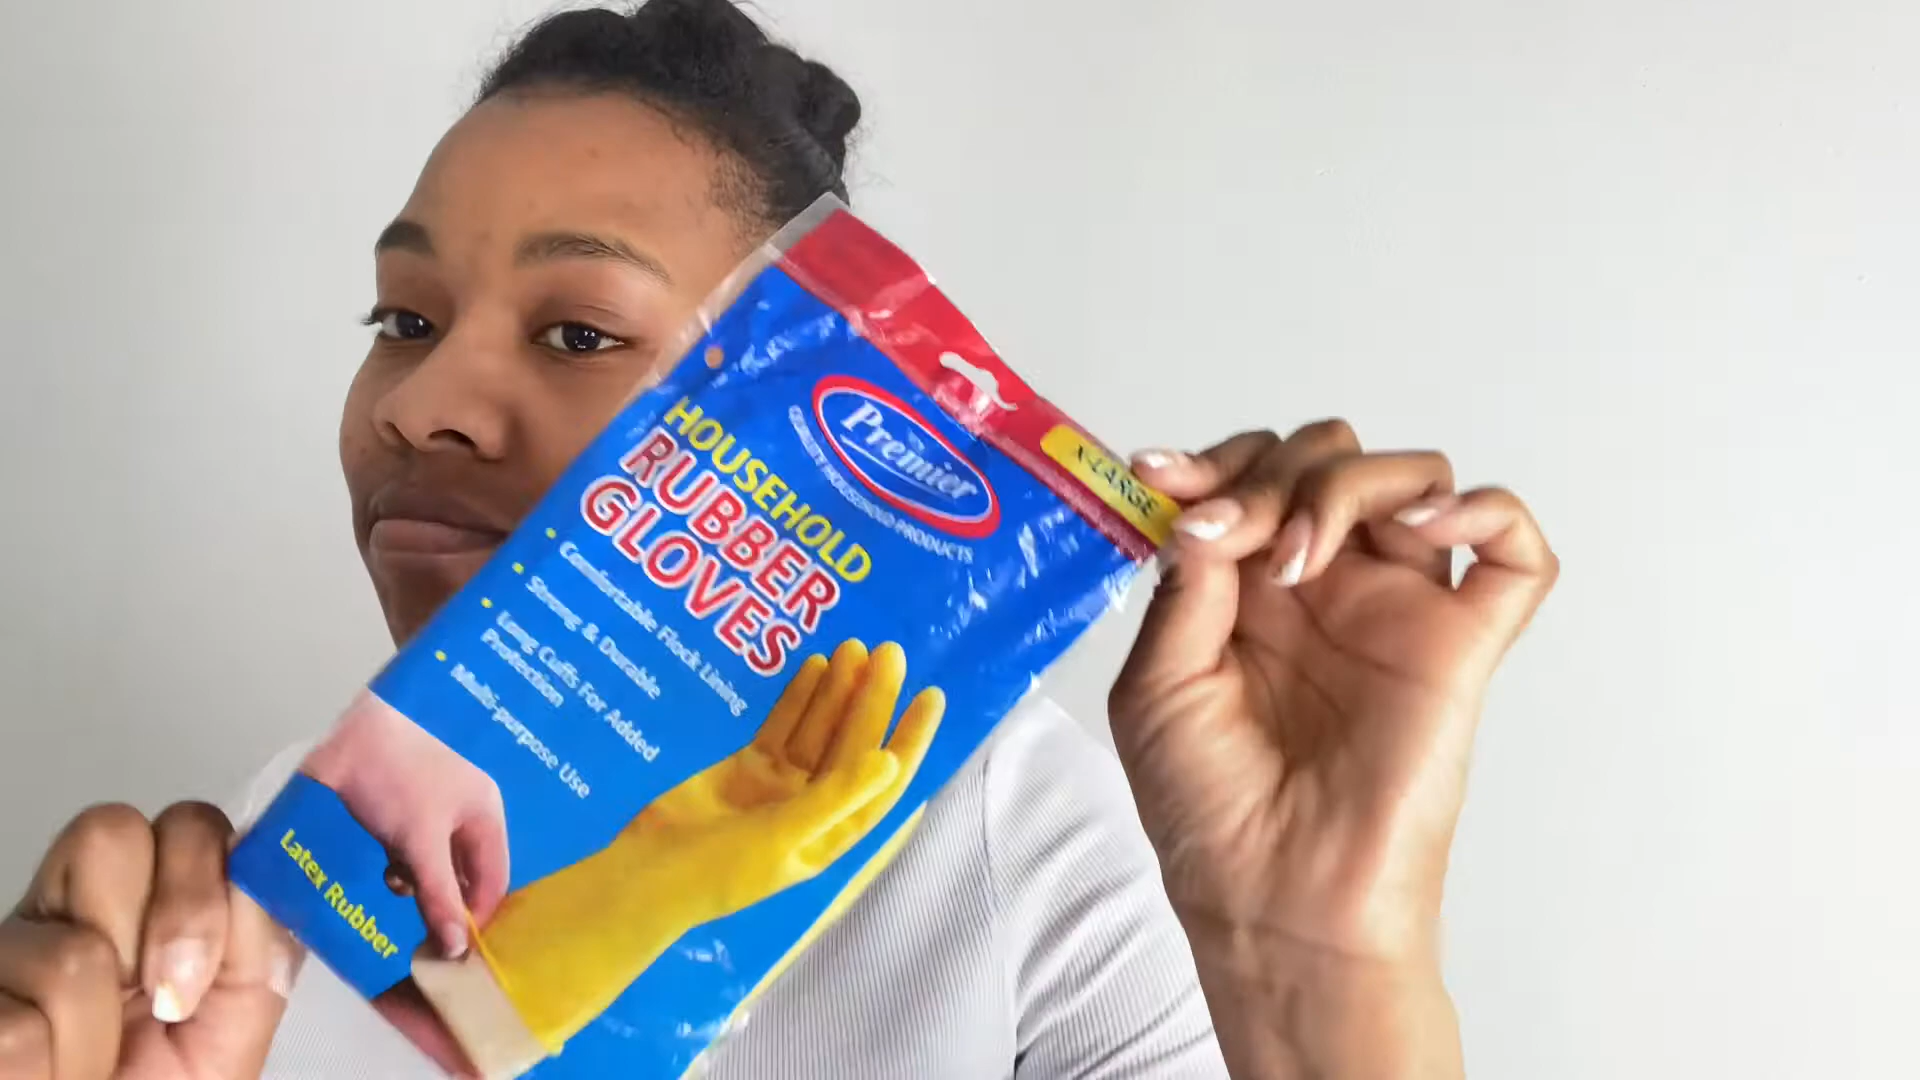 X-LARGE
Premier
QUALITY HOUSEHOLD PRODUCTS
HOUSEHOLD
RUBBER
GLOVES
• Comfortable Flock Lining
• Strong & Durable
• Long Cuffs For Added
Protection
• Multi-purpose Use
Latex Rubber